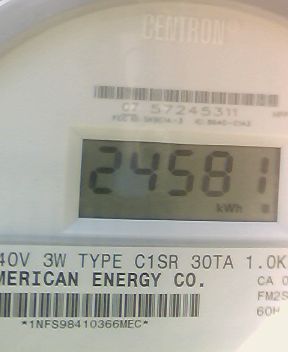 CENTRON
C7 57245311
24581
kWh
40V 3W TYPE C1SR 30TA 1.0K
MERICAN ENERGY CO.
CA 0
FM2S
60H
*1NFS98410366MEC*